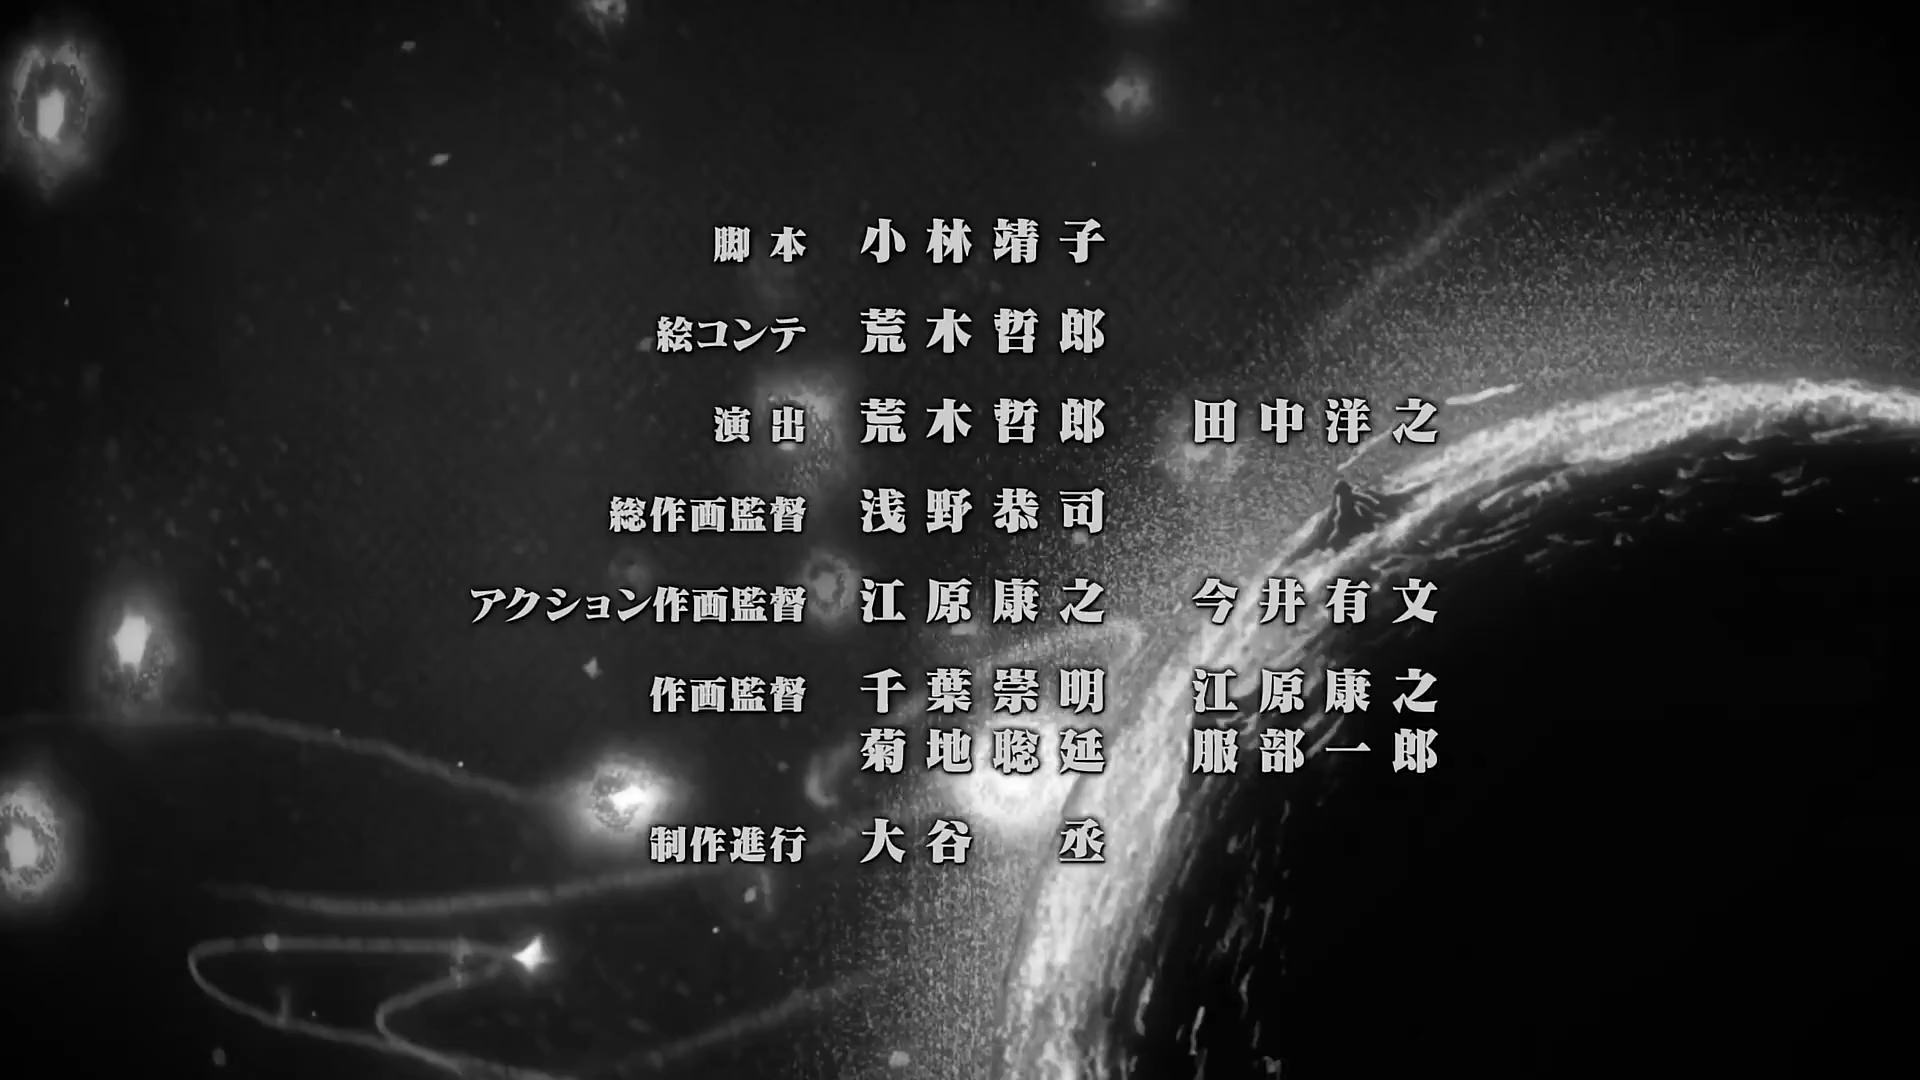 脚本 小林靖子
絵コンテ 荒木哲郎
演出 荒木哲郎 田中洋之
総作画監督 浅野恭司
アクション作画監督 江原康之 今井有文
作画監督 千葉崇明 江原康之
菊地聡延 服部一郎
制作進行 大谷 丞